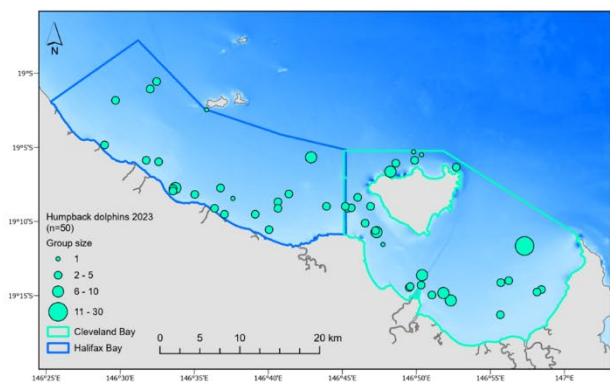 N
19°S
19°5'S
19°10'S
19°15'S
Humpback dolphins 2023
(n=50)
Group size
1
2 - 5
6 - 10
11 - 30
Cleveland Bay
Halifax Bay
0 5 10 20 km
146°25'E 146°30'E 146°35'E 146°40'E 146°45'E 146°50'E 146°55'E 147°E